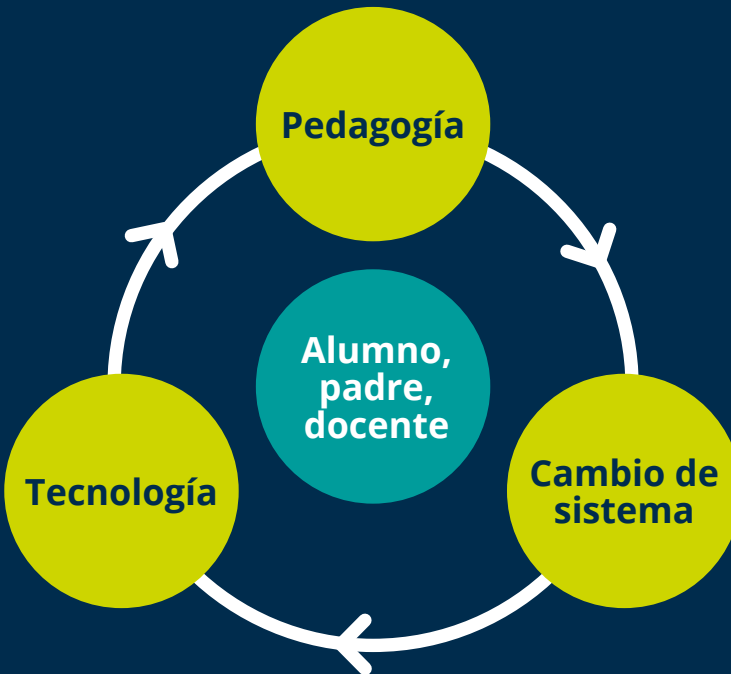 Pedagogía
Alumno,
padre,
docente
Tecnología
Cambio de
sistema